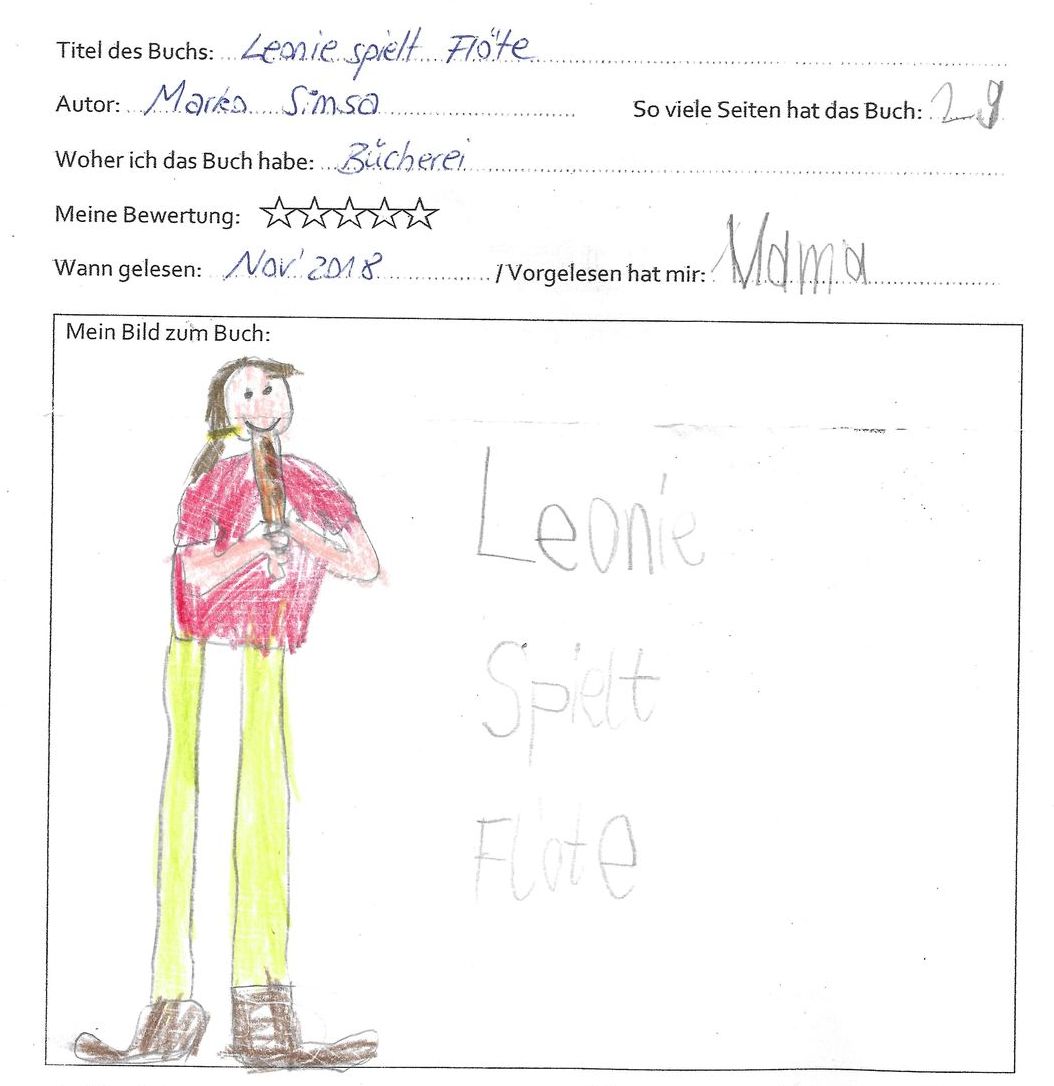 Titel des Buchs: Leonie spielt Flöte
Autor: Marko Simsa So viele Seiten hat das Buch: 29
Woher ich das Buch habe: Bücherei
Meine Bewertung: ☆☆☆☆☆
Wann gelesen: Nov' 2018 / Vorgelesen hat mir: Mama
Mein Bild zum Buch:
Leonie
Spielt
Flöte